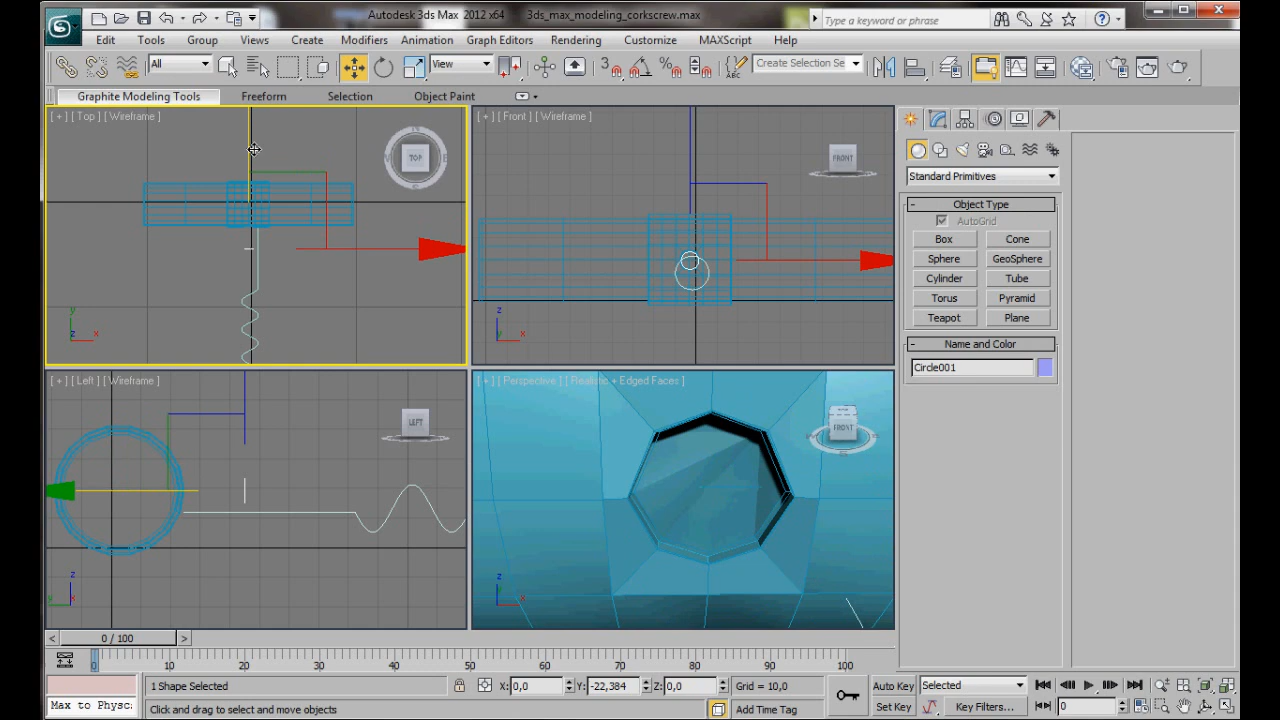 Autodesk 3ds Max 2012 x64 3ds_max_modeling_corkscrew.max Type a keyword or phrase
Edit Tools Group Views Create Modifiers Animation Graph Editors Rendering Customize MAXScript Help
All View 3 ABC Create Selection Se
Graphite Modeling Tools Freeform Selection Object Paint
[ + ] [ Top ] [ Wireframe ] TOP
[ + ] [ Front ] [ Wireframe ] FRONT
y z x
z y x
[ + ] [ Left ] [ Wireframe ] LEFT
[ + ] [ Perspective ] [ Realistic + Edged Faces ] FRONT
z y x
z x
Standard Primitives
- Object Type
AutoGrid
Box Cone
Sphere GeoSphere
Cylinder Tube
Torus Pyramid
Teapot Plane
- Name and Color
Circle001
< 0 / 100 >
0 10 20 30 40 50 60 70 80 90 100
1 Shape Selected X: 0,0 Y: -22,384 Z: 0,0 Grid = 10,0 Auto Key Selected
Max to Physc: Click and drag to select and move objects Add Time Tag Set Key Key Filters... 0